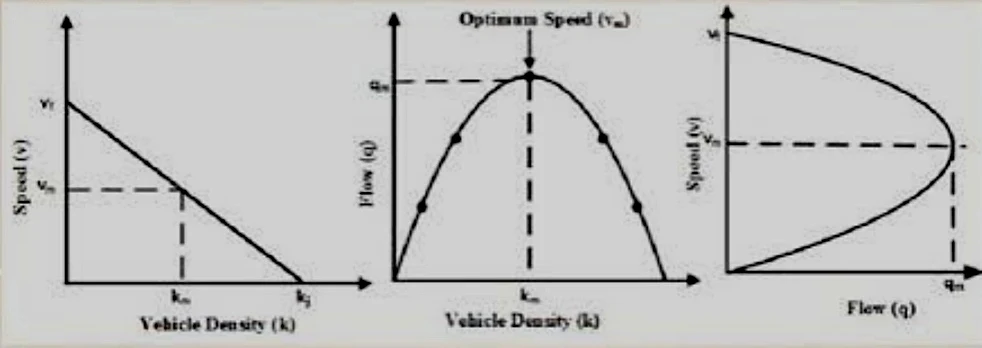 Speed (v)
vf
vm
km
kj
Vehicle Density (k)
Optimum Speed (vm)
Flow (q)
qm
km
Vehicle Density (k)
Speed (v)
vf
vm
qm
Flow (q)